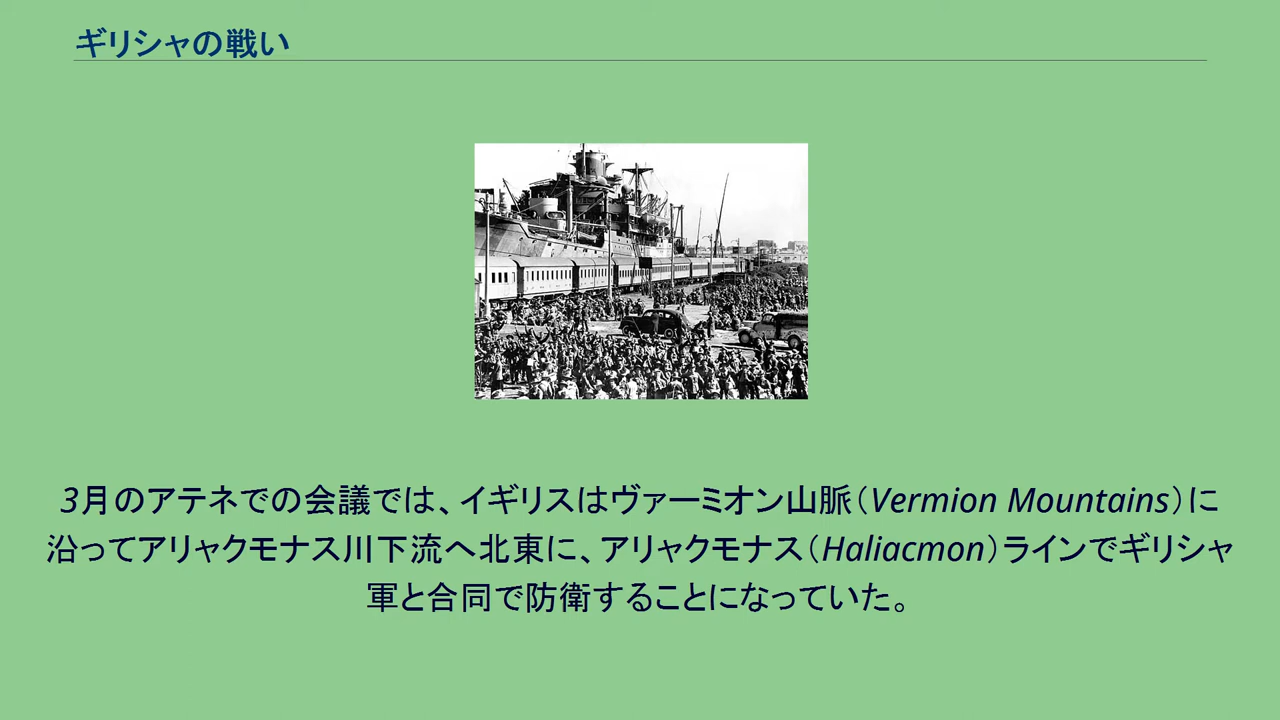 ギリシャの戦い
3月のアテネでの会議では、イギリスはヴァーミオン山脈（Vermion Mountains）に
沿ってアリャクモナス川下流へ北東に、アリャクモナス（Haliacmon）ラインでギリシャ
軍と合同で防衛することになっていた。